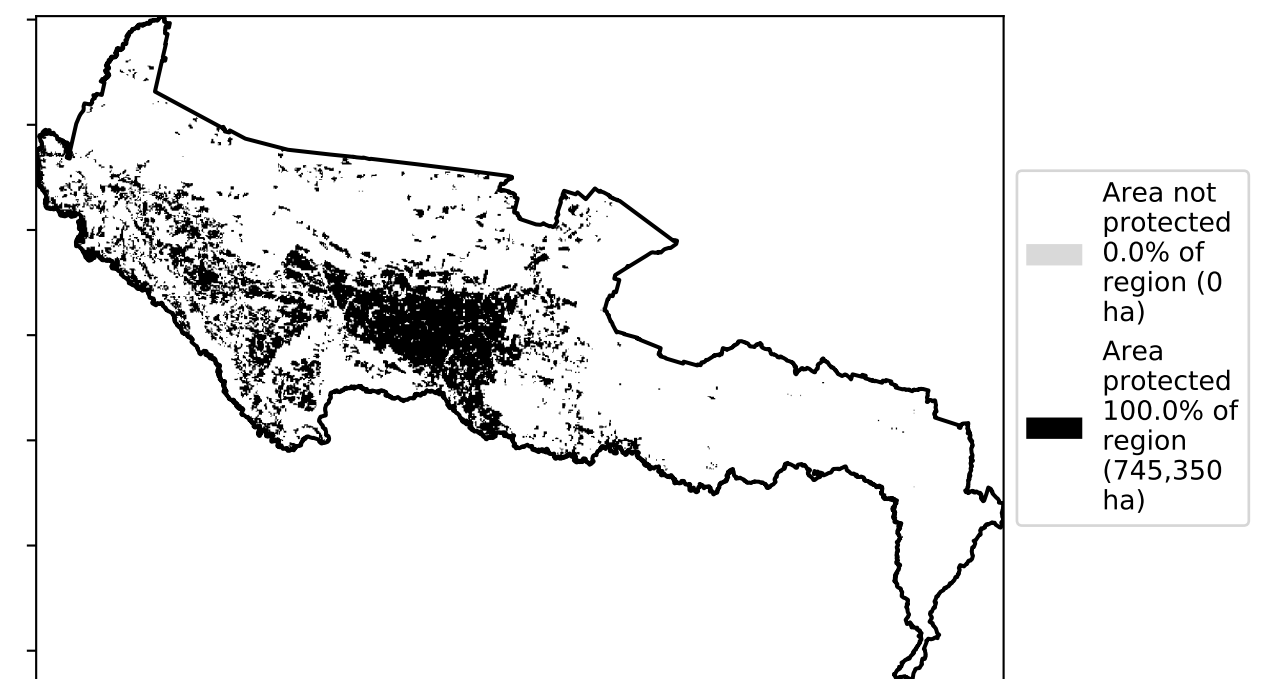 Area not
protected
0.0% of
region (0
ha)
Area
protected
100.0% of
region
(745,350
ha)